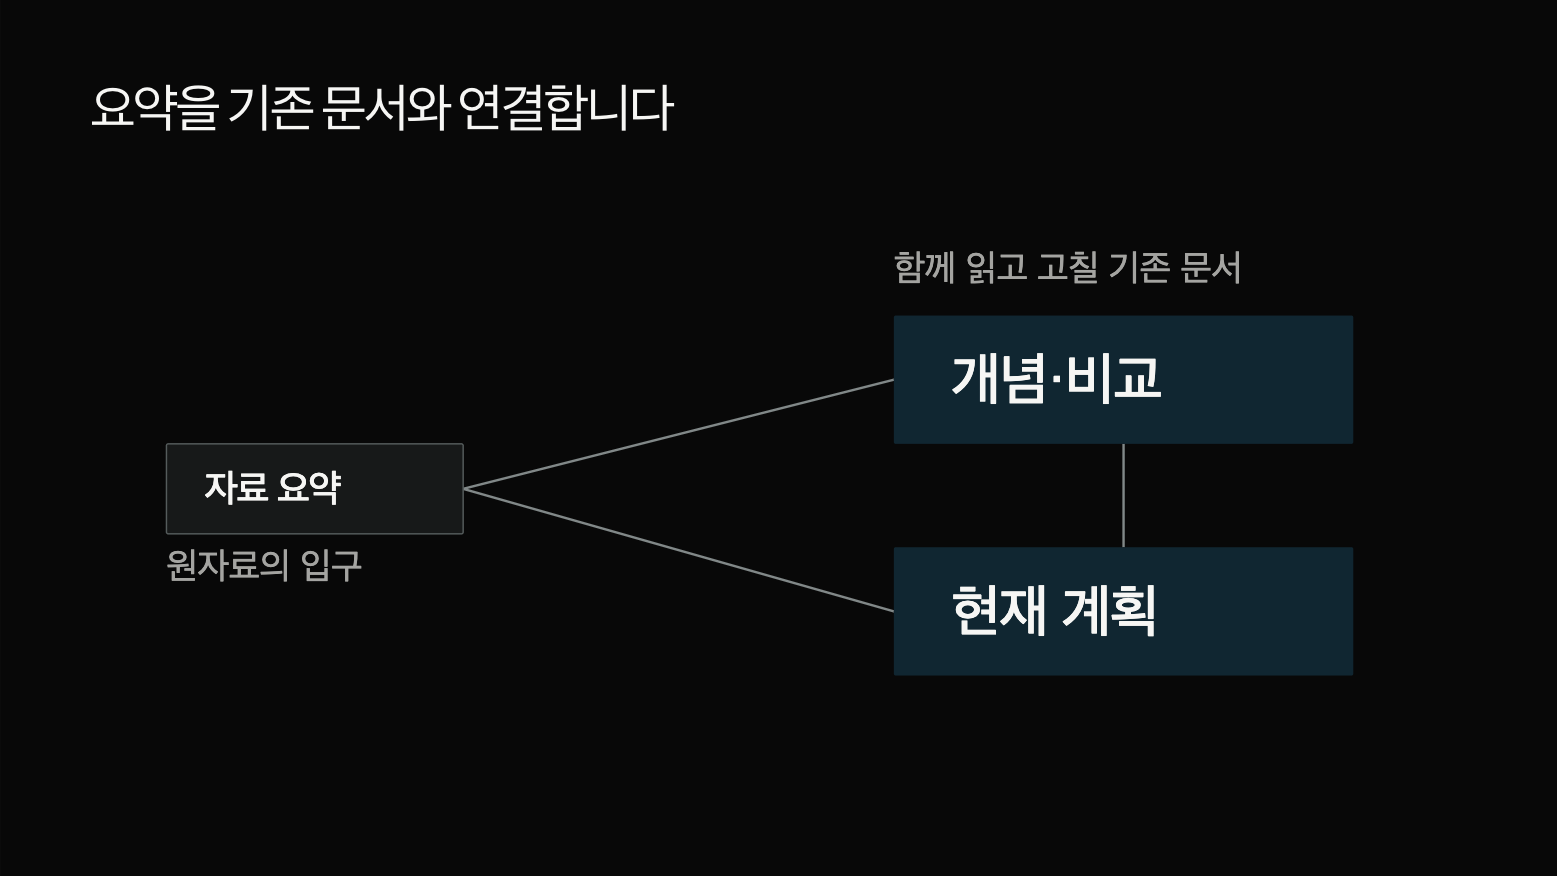 요약을 기존 문서와 연결합니다
함께 읽고 고칠 기존 문서
개념·비교
자료 요약
원자료의 입구
현재 계획